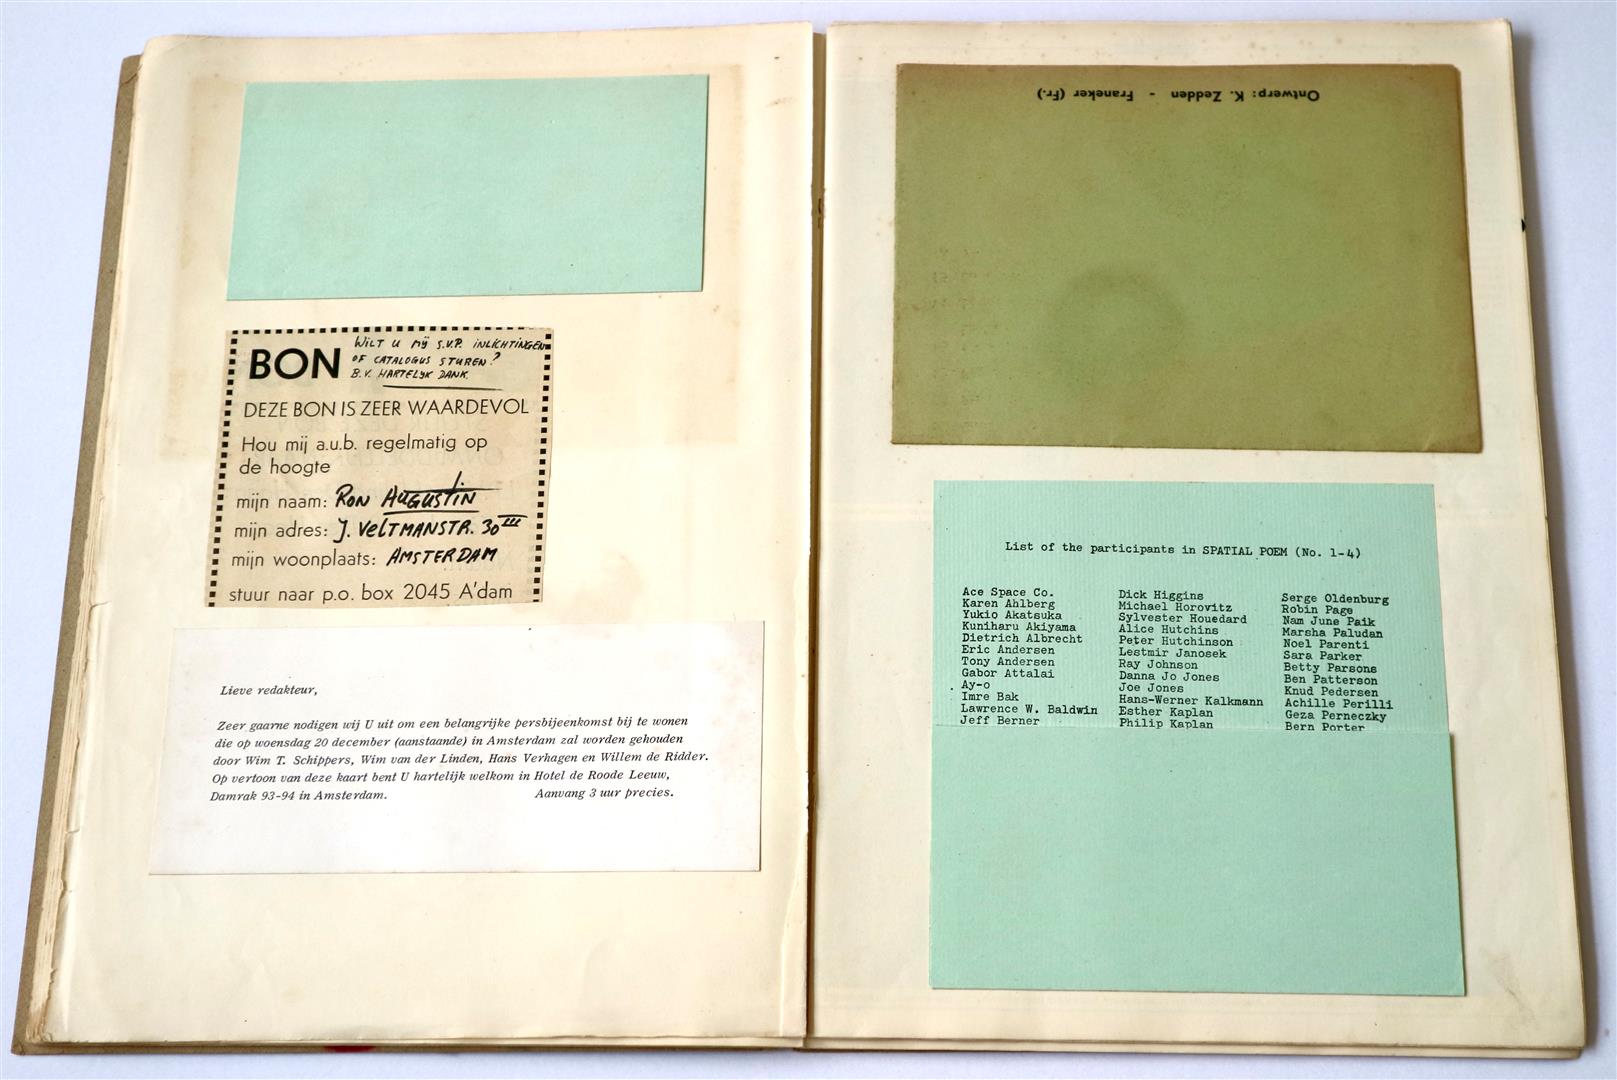 BON
WILT U MIJ S.V.P. INLICHTINGEN
OF CATALOGUS STUREN?
B.V. HARTELIJK DANK.
DEZE BON IS ZEER WAARDEVOL
Hou mij a.u.b. regelmatig op
de hoogte
mijn naam: RON AUGUSTIN
mijn adres: J. VELTMANSTR. 30 III
mijn woonplaats: AMSTERDAM
stuur naar p.o. box 2045 A'dam
Lieve redakteur,
Zeer gaarne nodigen wij U uit om een belangrijke persbijeenkomst bij te wonen
die op woensdag 20 december (aanstaande) in Amsterdam zal worden gehouden
door Wim T. Schippers, Wim van der Linden, Hans Verhagen en Willem de Ridder.
Op vertoon van deze kaart bent U hartelijk welkom in Hotel de Roode Leeuw,
Damrak 93-94 in Amsterdam. Aanvang 3 uur precies.
Ontwerp: K. Zedden - Franeker (Fr.)
List of the participants in SPATIAL POEM (No. 1-4)
Ace Space Co.
Karen Ahlberg
Yukio Akatsuka
Kuniharu Akiyama
Dietrich Albrecht
Eric Andersen
Tony Andersen
Gabor Attalai
Ay-o
Imre Bak
Lawrence W. Baldwin
Jeff Berner
Dick Higgins
Michael Horovitz
Sylvester Houedard
Alice Hutchins
Peter Hutchinson
Lestmir Janosek
Ray Johnson
Danna Jo Jones
Joe Jones
Hans-Werner Kalkmann
Esther Kaplan
Philip Kaplan
Serge Oldenburg
Robin Page
Nam June Paik
Marsha Paludan
Noel Parenti
Sara Parker
Betty Parsons
Ben Patterson
Knud Pedersen
Achille Perilli
Geza Perneczky
Bern Porter